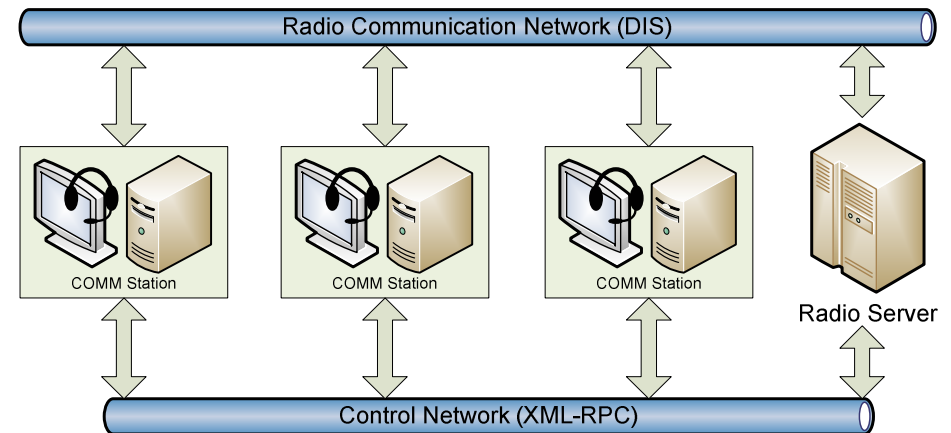 Radio Communication Network (DIS)
COMM Station
COMM Station
COMM Station
Radio Server
Control Network (XML-RPC)